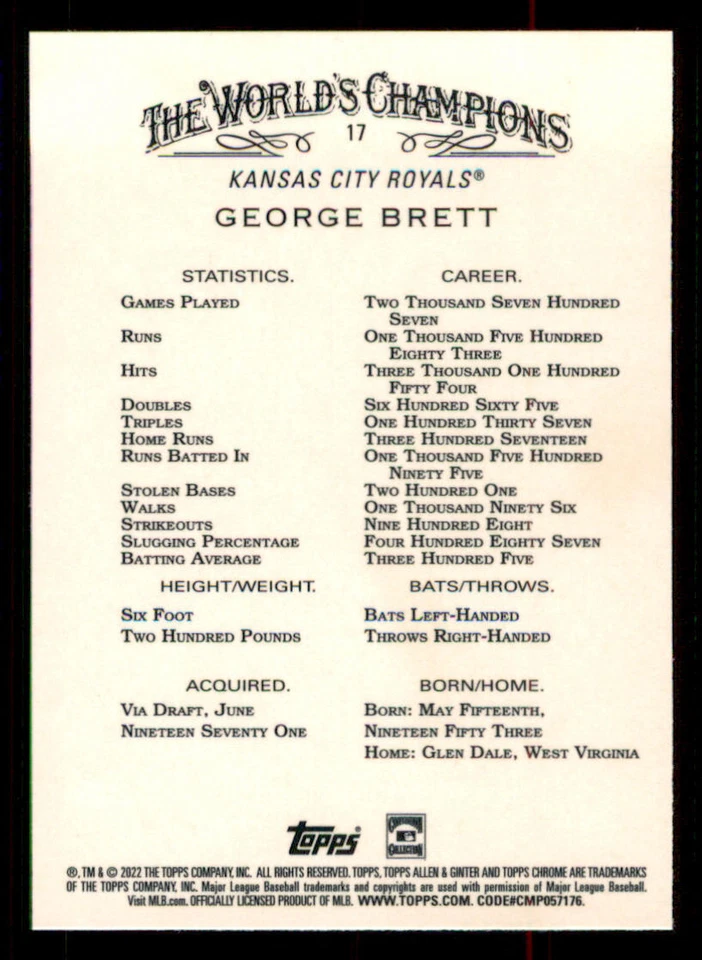 THE WORLD'S CHAMPIONS
17
KANSAS CITY ROYALS®
GEORGE BRETT
STATISTICS. CAREER.
GAMES PLAYED TWO THOUSAND SEVEN HUNDRED
SEVEN
RUNS ONE THOUSAND FIVE HUNDRED
EIGHTY THREE
HITS THREE THOUSAND ONE HUNDRED
FIFTY FOUR
DOUBLES SIX HUNDRED SIXTY FIVE
TRIPLES ONE HUNDRED THIRTY SEVEN
HOME RUNS THREE HUNDRED SEVENTEEN
RUNS BATTED IN ONE THOUSAND FIVE HUNDRED
NINETY FIVE
STOLEN BASES TWO HUNDRED ONE
WALKS ONE THOUSAND NINETY SIX
STRIKEOUTS NINE HUNDRED EIGHT
SLUGGING PERCENTAGE FOUR HUNDRED EIGHTY SEVEN
BATTING AVERAGE THREE HUNDRED FIVE
HEIGHT/WEIGHT. BATS/THROWS.
SIX FOOT BATS LEFT-HANDED
TWO HUNDRED POUNDS THROWS RIGHT-HANDED
ACQUIRED. BORN/HOME.
VIA DRAFT, JUNE BORN: MAY FIFTEENTH,
NINETEEN SEVENTY ONE NINETEEN FIFTY THREE
HOME: GLEN DALE, WEST VIRGINIA
Topps® COOPERSTOWN COLLECTION
®, TM & © 2022 THE TOPPS COMPANY, INC. ALL RIGHTS RESERVED. TOPPS, TOPPS ALLEN & GINTER AND TOPPS CHROME ARE TRADEMARKS
OF THE TOPPS COMPANY, INC. Major League Baseball trademarks and copyrights are used with permission of Major League Baseball.
Visit MLB.com. OFFICIALLY LICENSED PRODUCT OF MLB. WWW.TOPPS.COM. CODE#CMP057176.